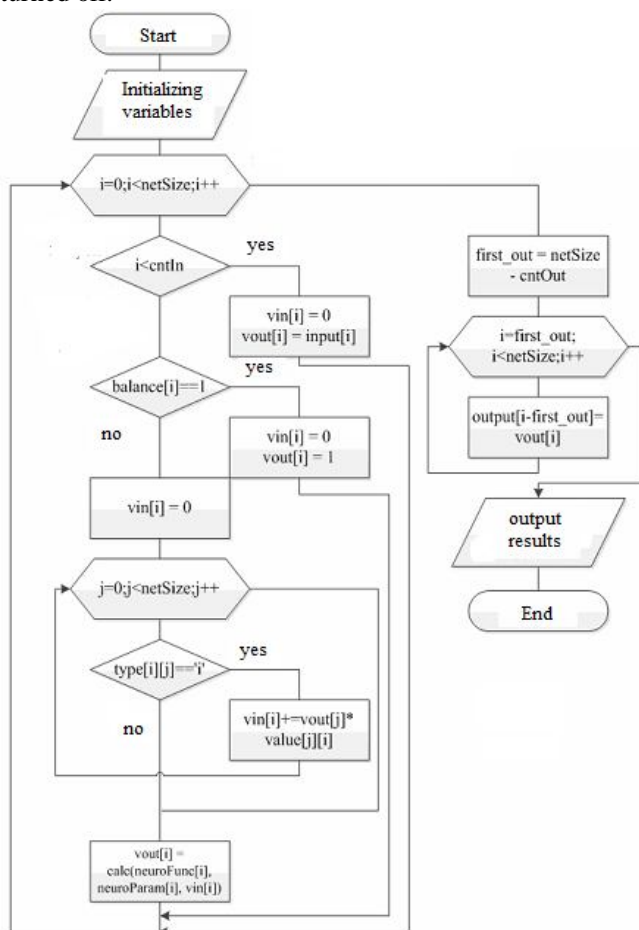 turned off.
Start
Initializing
variables
i=0;i<netSize;i++
yes
i<cntIn
vin[i] = 0
vout[i] = input[i]
yes
balance[i]==1
no
vin[i] = 0
vout[i] = 1
vin[i] = 0
j=0;j<netSize;j++
yes
type[i][j]=='i'
no
vin[i]+=vout[j]*
value[j][i]
vout[i] =
calc(neuroFunc[i],
neuroParam[i], vin[i])
first_out = netSize
- cntOut
i=first_out;
i<netSize;i++
output[i-first_out]=
vout[i]
output
results
End